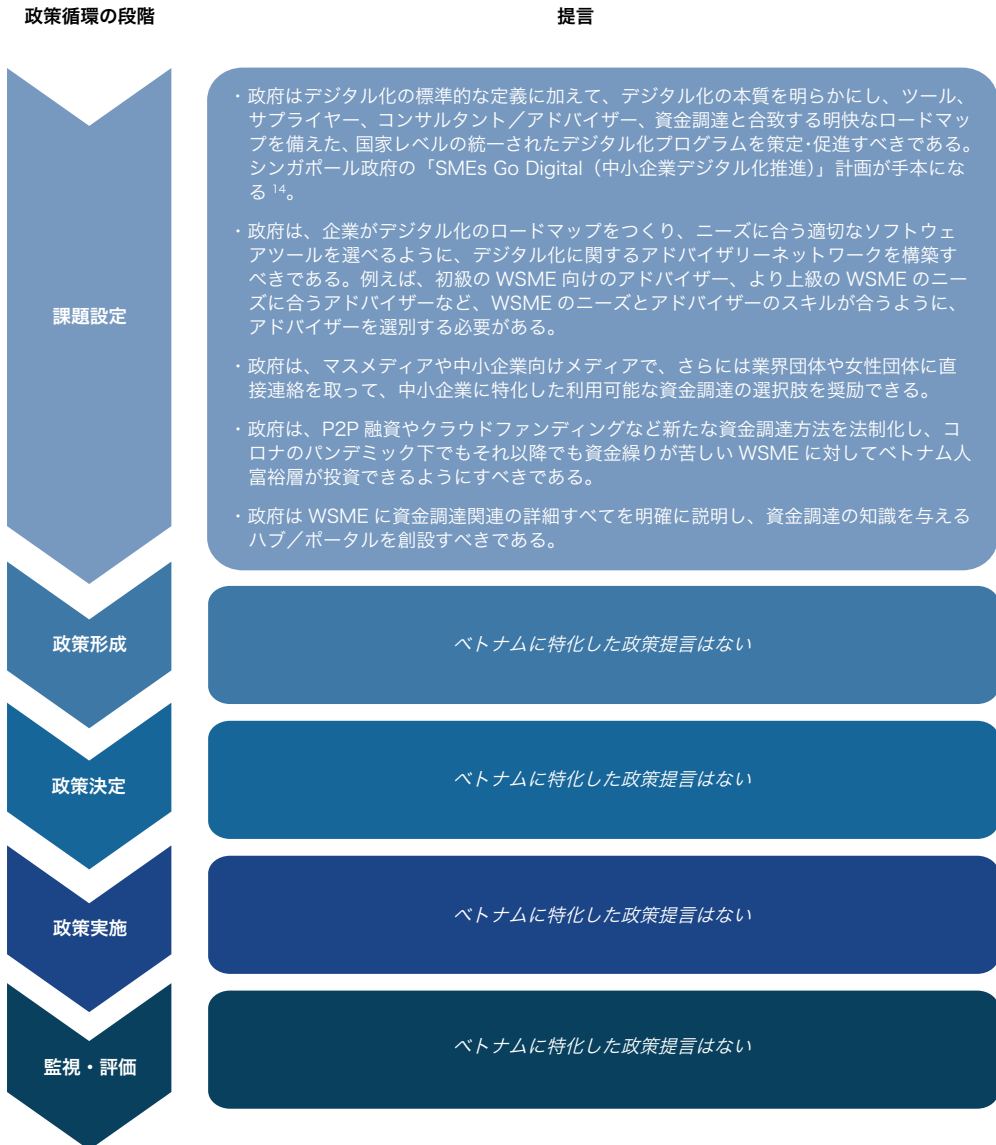 政策循環の段階
提言
課題設定
・政府はデジタル化の標準的な定義に加えて、デジタル化の本質を明らかにし、ツール、
サプライヤー、コンサルタント／アドバイザー、資金調達と合致する明快なロードマッ
プを備えた、国家レベルの統一されたデジタル化プログラムを策定･促進すべきである。
シンガポール政府の「SMEs Go Digital（中小企業デジタル化推進）」計画が手本にな
る 14。
・政府は、企業がデジタル化のロードマップをつくり、ニーズに合う適切なソフトウェ
アツールを選べるように、デジタル化に関するアドバイザリーネットワークを構築す
べきである。例えば、初級の WSME 向けのアドバイザー、より上級の WSME のニー
ズに合うアドバイザーなど、WSME のニーズとアドバイザーのスキルが合うように、
アドバイザーを選別する必要がある。
・政府は、マスメディアや中小企業向けメディアで、さらには業界団体や女性団体に直
接連絡を取って、中小企業に特化した利用可能な資金調達の選択肢を奨励できる。
・政府は、P2P 融資やクラウドファンディングなど新たな資金調達方法を法制化し、コ
ロナのパンデミック下でもそれ以降でも資金繰りが苦しい WSME に対してベトナム人
富裕層が投資できるようにすべきである。
・政府は WSME に資金調達関連の詳細すべてを明確に説明し、資金調達の知識を与える
ハブ／ポータルを創設すべきである。
政策形成
ベトナムに特化した政策提言はない
政策決定
ベトナムに特化した政策提言はない
政策実施
ベトナムに特化した政策提言はない
監視・評価
ベトナムに特化した政策提言はない